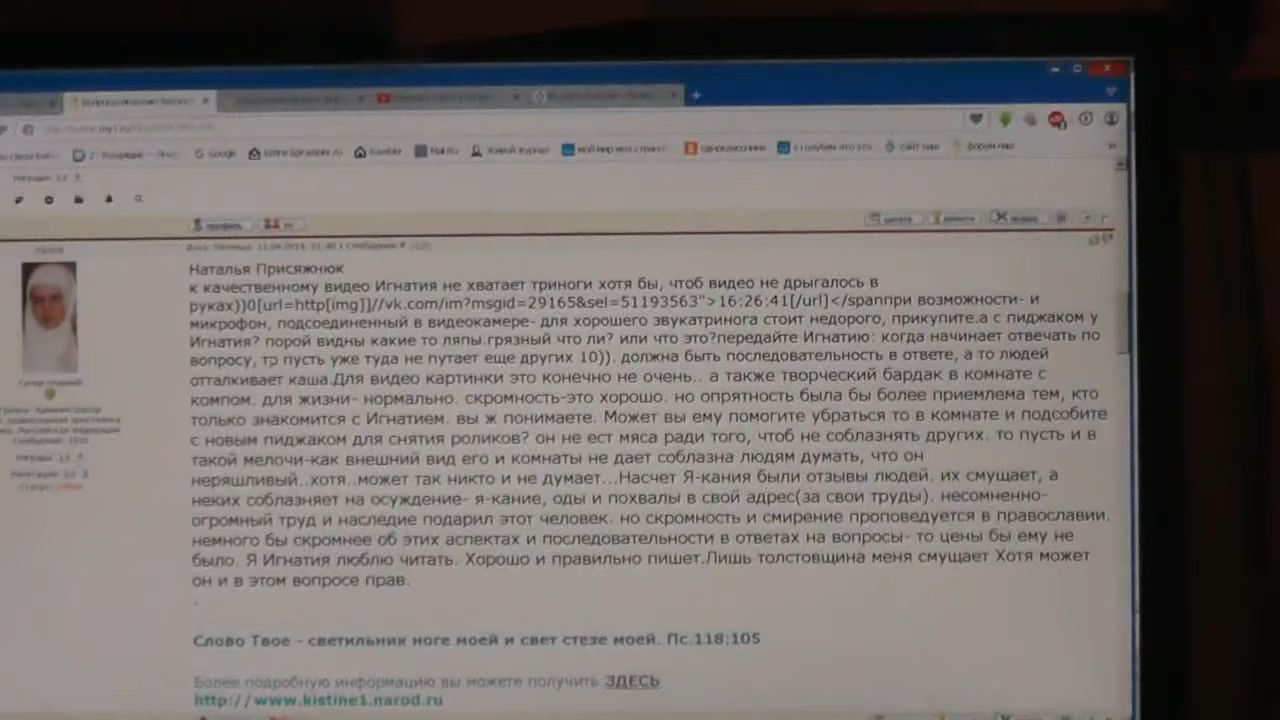 Google
Mail.ru
одноклассники
сайт наш
форум наш
профиль
Наталья Присяжнюк
к качественному видео Игнатия не хватает триноги хотя бы, чтоб видео не дрыгалось в
руках))0[url=http[img]]//vk.com/im?msgid=29165&sel=51193563">16:26:41[/url]</spanпри возможности- и
микрофон, подсоединенный в видеокамере- для хорошего звукатринога стоит недорого, прикупите.а с пиджаком у
Игнатия? порой видны какие то ляпы.грязный что ли? или что это?передайте Игнатию: когда начинает отвечать по
вопросу, то пусть уже туда не путает еще других 10)). должна быть последовательность в ответе, а то людей
отталкивает каша.Для видео картинки это конечно не очень.. а также творческий бардак в комнате с
компом. для жизни- нормально. скромность-это хорошо. но опрятность была бы более приемлема тем, кто
только знакомится с Игнатием. вы ж понимаете. Может вы ему помогите убраться то в комнате и подсобите
с новым пиджаком для снятия роликов? он не ест мяса ради того, чтоб не соблазнять других. то пусть и в
такой мелочи-как внешний вид его и комнаты не дает соблазна людям думать, что он
неряшливый..хотя..может так никто и не думает...Насчет Я-кания были отзывы людей. их смущает, а
неких соблазняет на осуждение- я-кание, оды и похвалы в свой адрес(за свои труды). несомненно-
огромный труд и наследие подарил этот человек. но скромность и смирение проповедуется в православии.
немного бы скромнее об этих аспектах и последовательности в ответах на вопросы- то цены бы ему не
было. Я Игнатия люблю читать. Хорошо и правильно пишет.Лишь толстовщина меня смущает Хотя может
он и в этом вопросе прав.
Слово Твое - светильник ноге моей и свет стезе моей. Пс.118:105
Более подробную информацию вы можете получить ЗДЕСЬ
http://www.kistine1.narod.ru